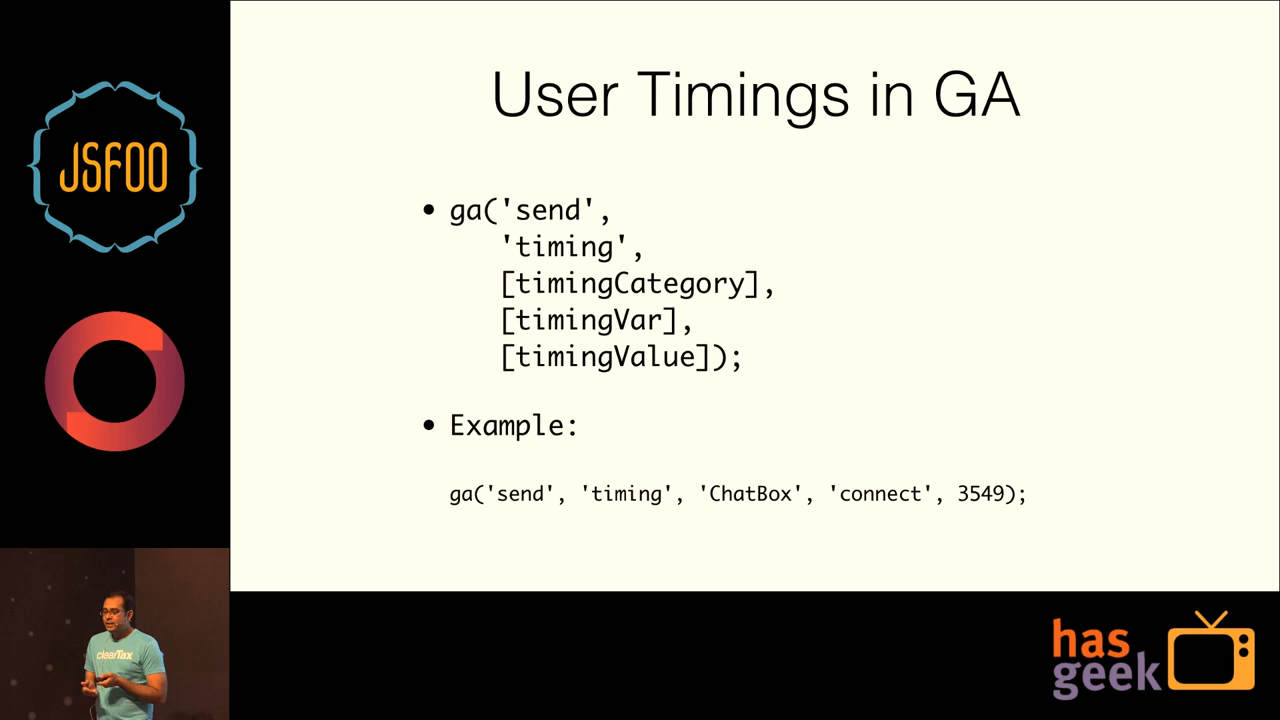 JSFOO
User Timings in GA
• ga('send',
'timing',
[timingCategory],
[timingVar],
[timingValue]);
• Example:
ga('send', 'timing', 'ChatBox', 'connect', 3549);
clearTax
has
geek